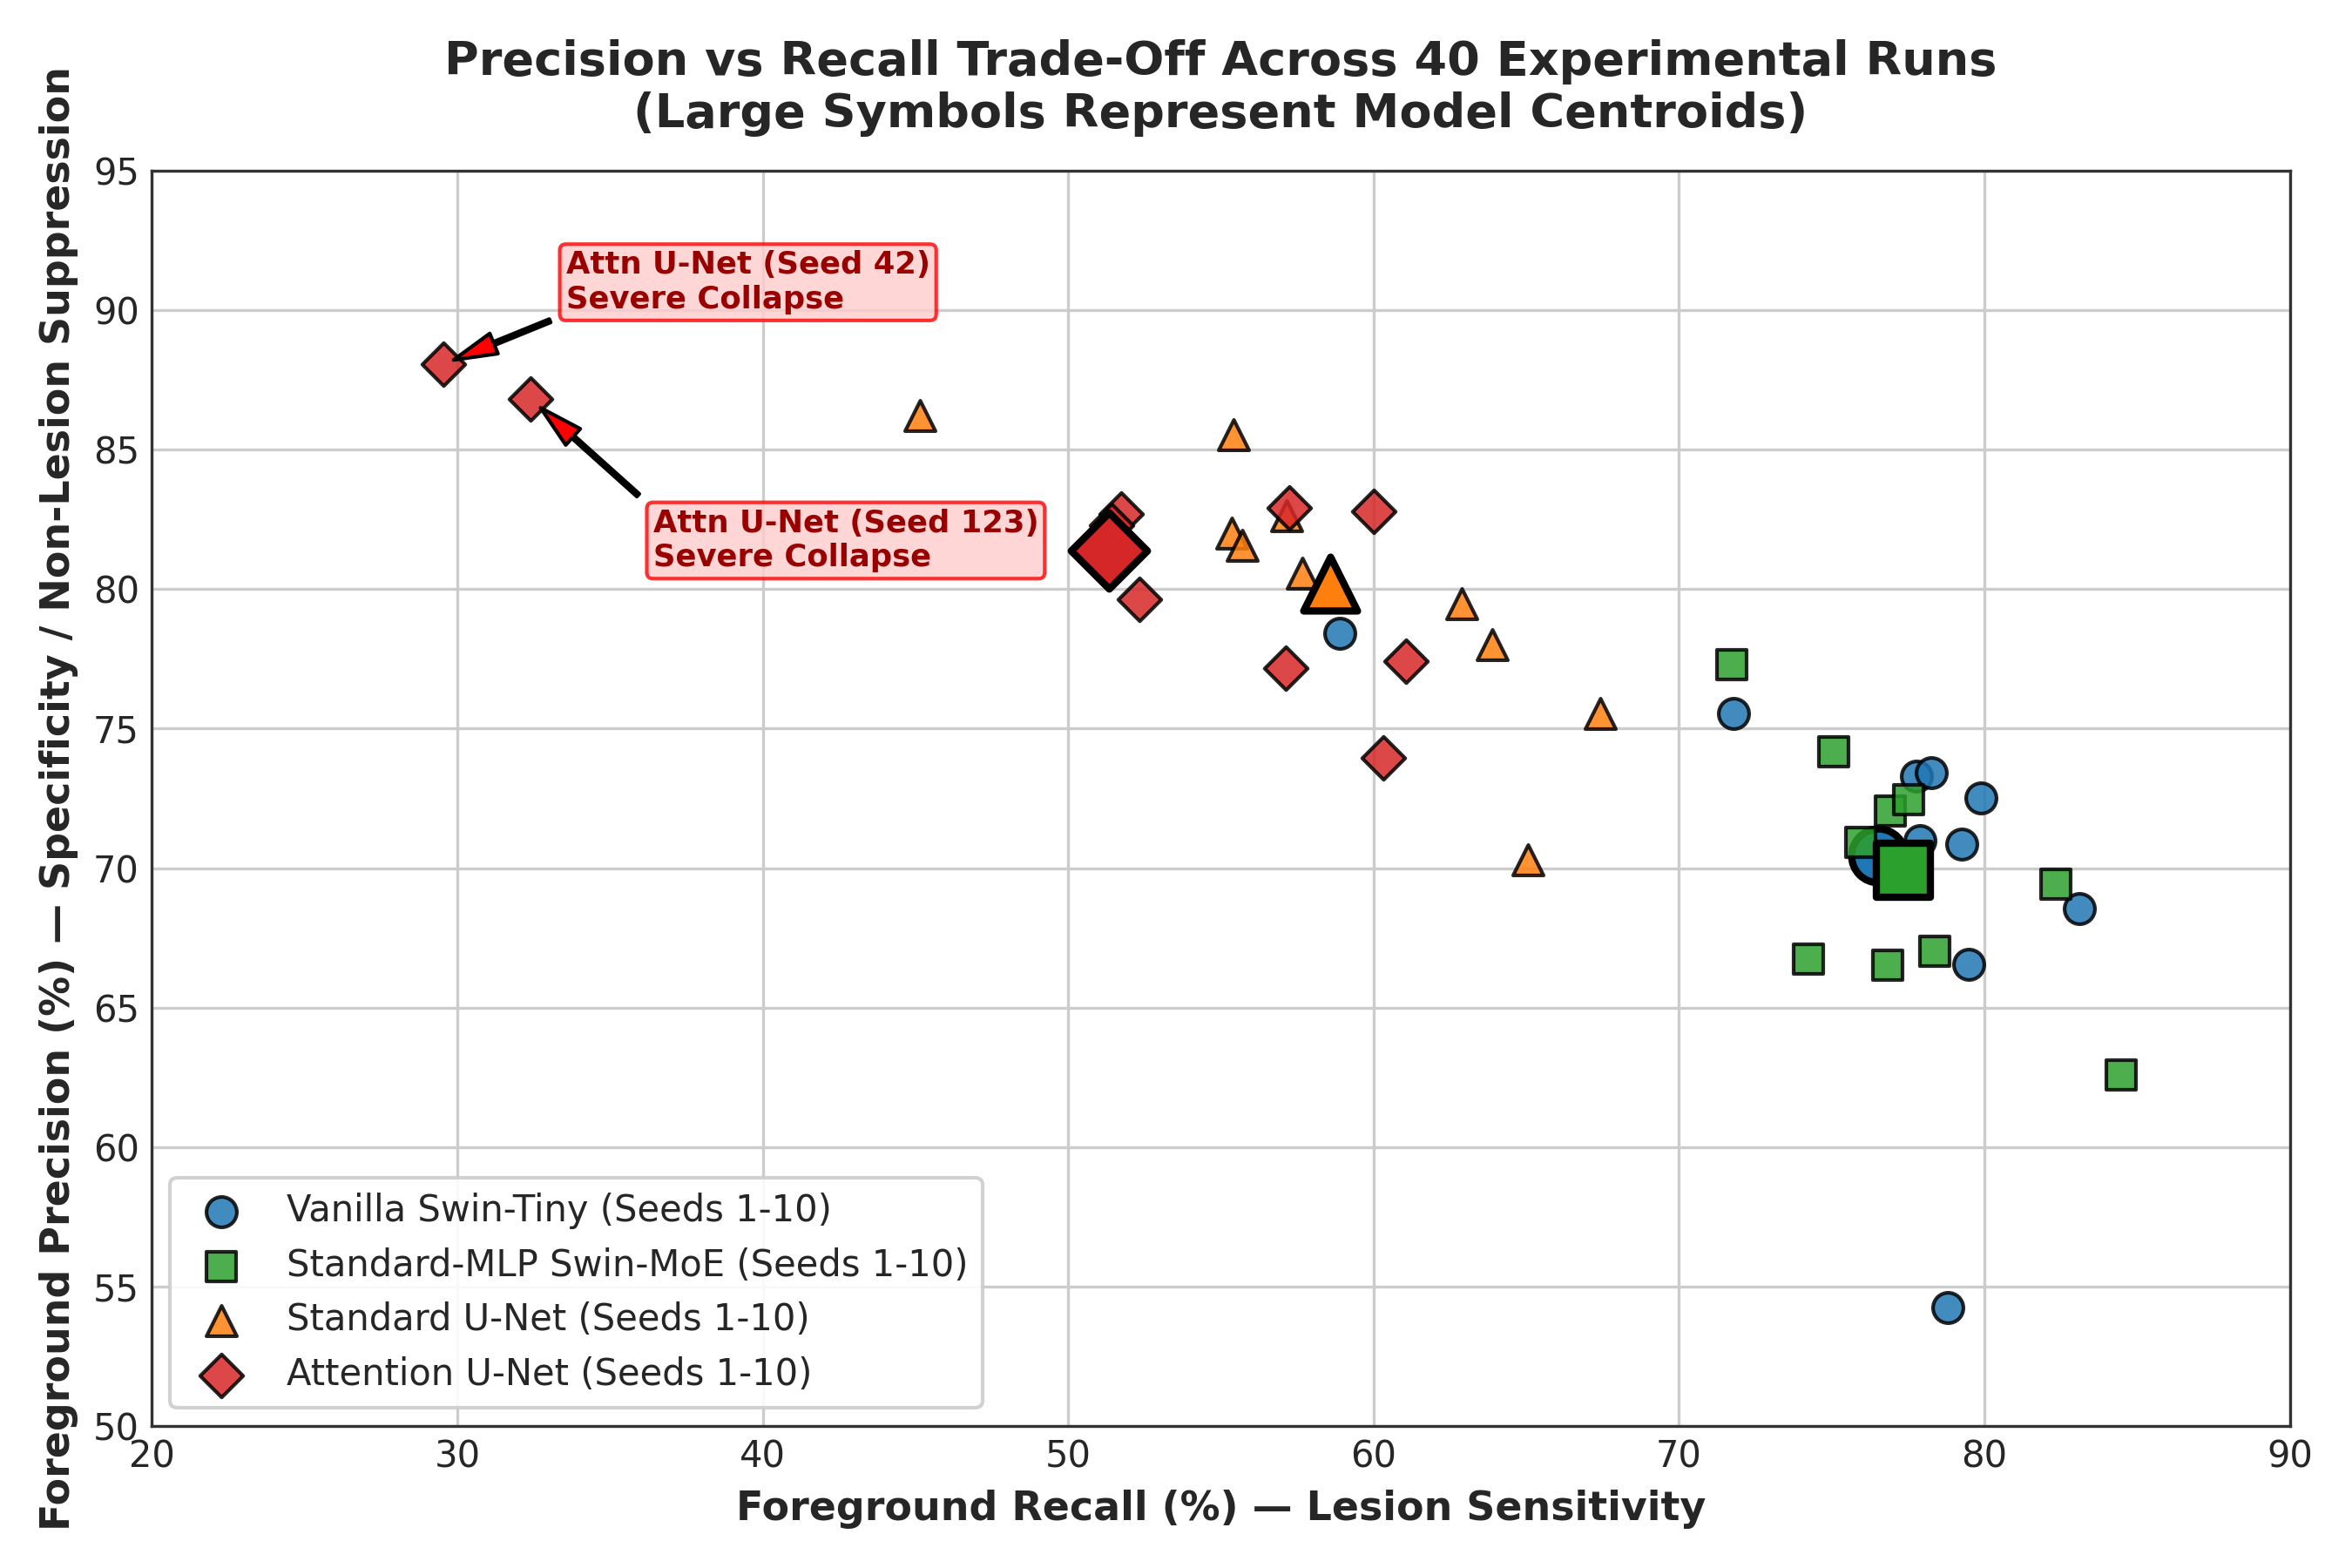 Precision vs Recall Trade-Off Across 40 Experimental Runs
(Large Symbols Represent Model Centroids)
Foreground Precision (%) — Specificity / Non-Lesion Suppression
95
90
85
80
75
70
65
60
55
50
Attn U-Net (Seed 42)
Severe Collapse
Attn U-Net (Seed 123)
Severe Collapse
Vanilla Swin-Tiny (Seeds 1-10)
Standard-MLP Swin-MoE (Seeds 1-10)
Standard U-Net (Seeds 1-10)
Attention U-Net (Seeds 1-10)
20 30 40 50 60 70 80 90
Foreground Recall (%) — Lesion Sensitivity